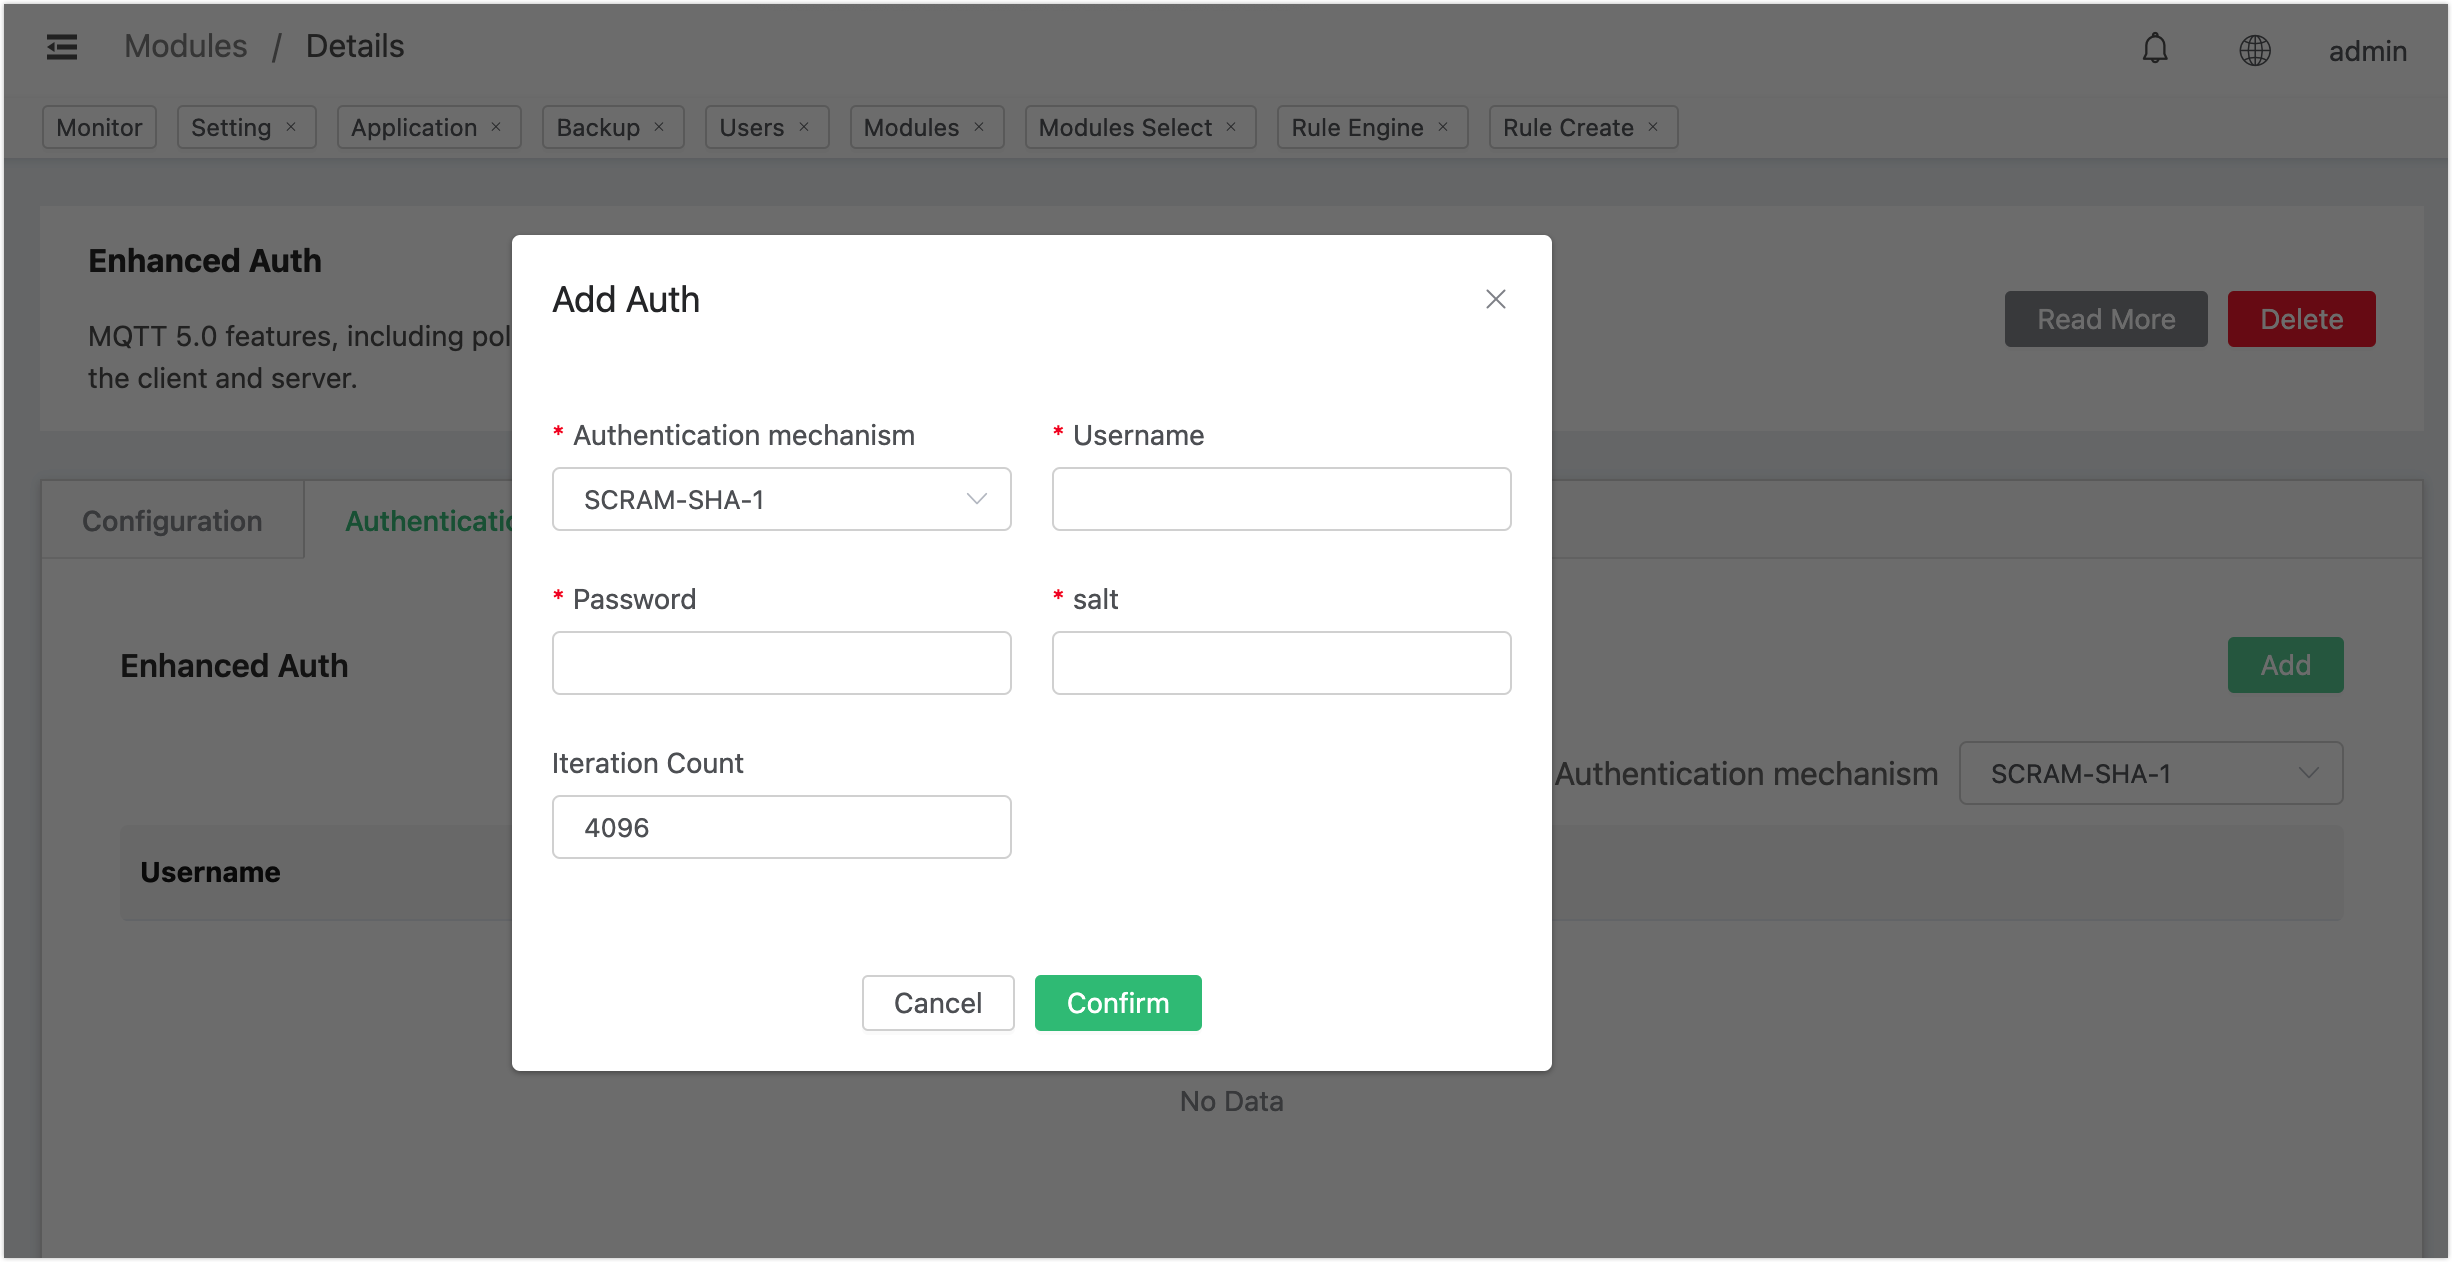 Modules / Details
admin
Monitor
Setting ×
Application ×
Backup ×
Users ×
Modules ×
Modules Select ×
Rule Engine ×
Rule Create ×
Enhanced Auth
MQTT 5.0 features, including
the client and server.
Read More
Delete
Configuration
Enhanced Auth
Add
Authentication mechanism
SCRAM-SHA-1
Username
No Data
Add Auth
* Authentication mechanism
SCRAM-SHA-1
* Username
* Password
* salt
Iteration Count
4096
Cancel
Confirm